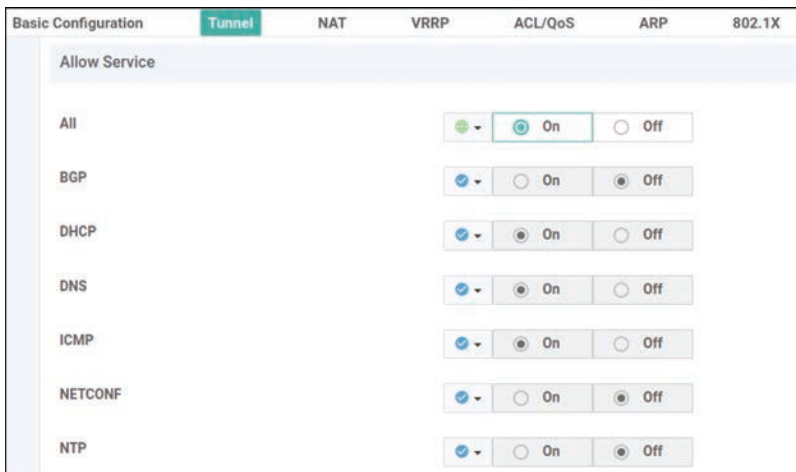 Basic Configuration Tunnel NAT VRRP ACL/QoS ARP 802.1X
Allow Service
All On Off
BGP On Off
DHCP On Off
DNS On Off
ICMP On Off
NETCONF On Off
NTP On Off